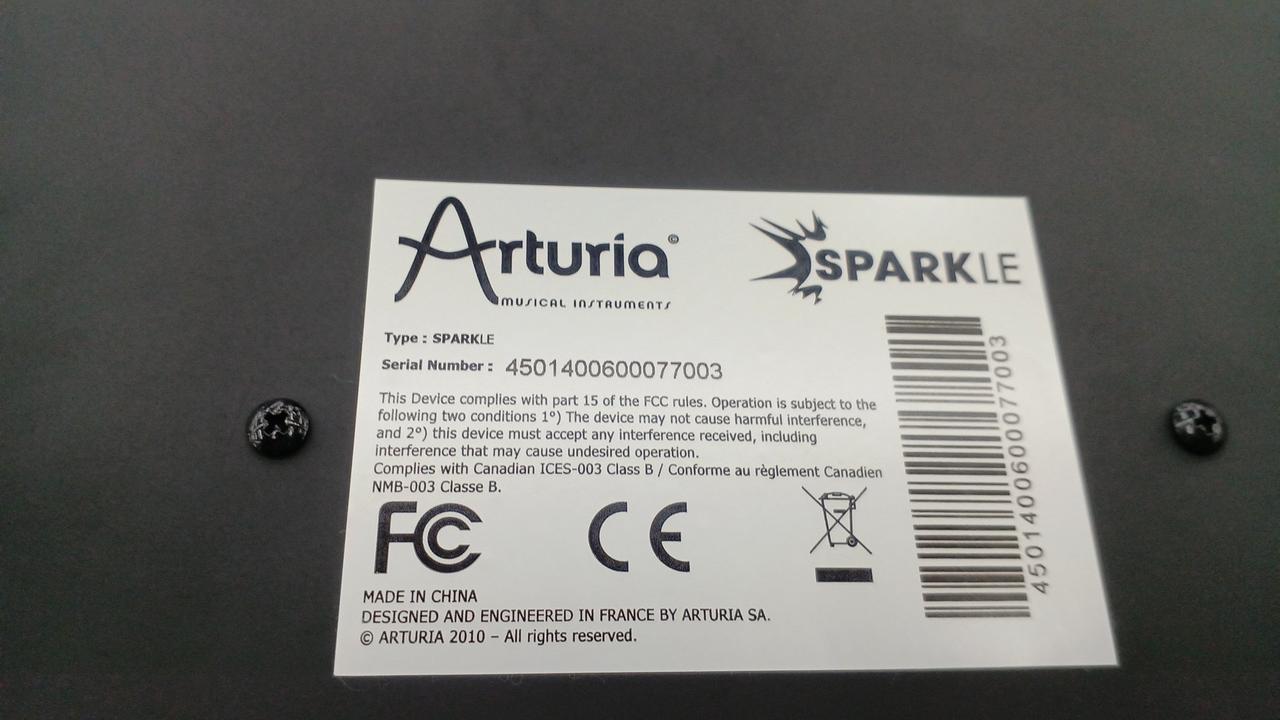 Arturia©
MUSICAL INSTRUMENTS
SPARKLE
Type : SPARKLE
Serial Number : 4501400600077003
This Device complies with part 15 of the FCC rules. Operation is subject to the
following two conditions 1°) The device may not cause harmful interference,
and 2°) this device must accept any interference received, including
interference that may cause undesired operation.
Complies with Canadian ICES-003 Class B / Conforme au règlement Canadien
NMB-003 Classe B.
FC CE
MADE IN CHINA
DESIGNED AND ENGINEERED IN FRANCE BY ARTURIA SA.
© ARTURIA 2010 – All rights reserved.
4501400600077003